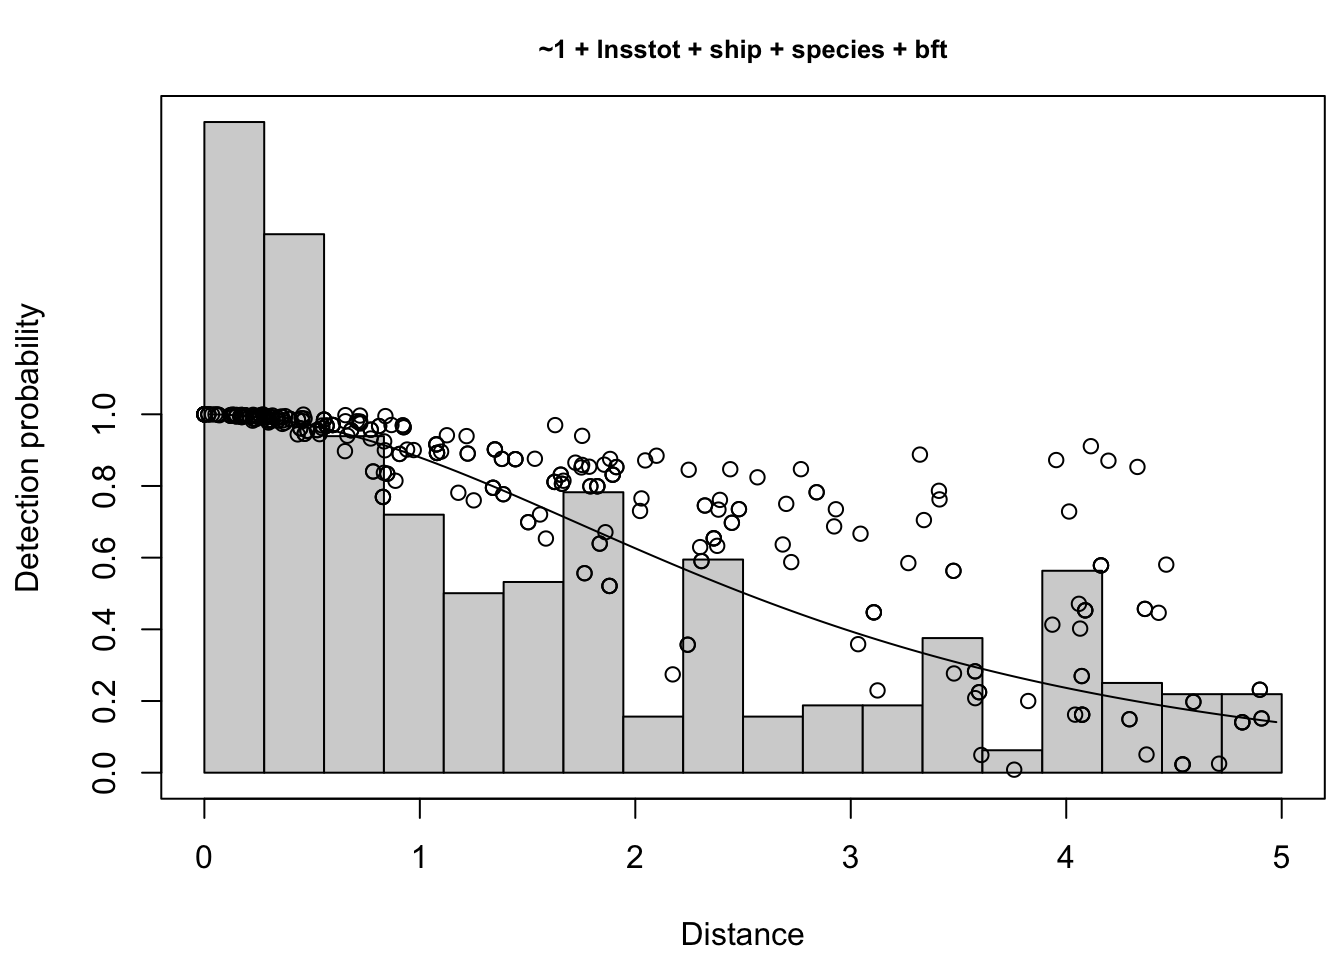 ~1 + lnsstot + ship + species + bft
Detection probability
1.0
0.8
0.6
0.4
0.2
0.0
0 1 2 3 4 5
Distance